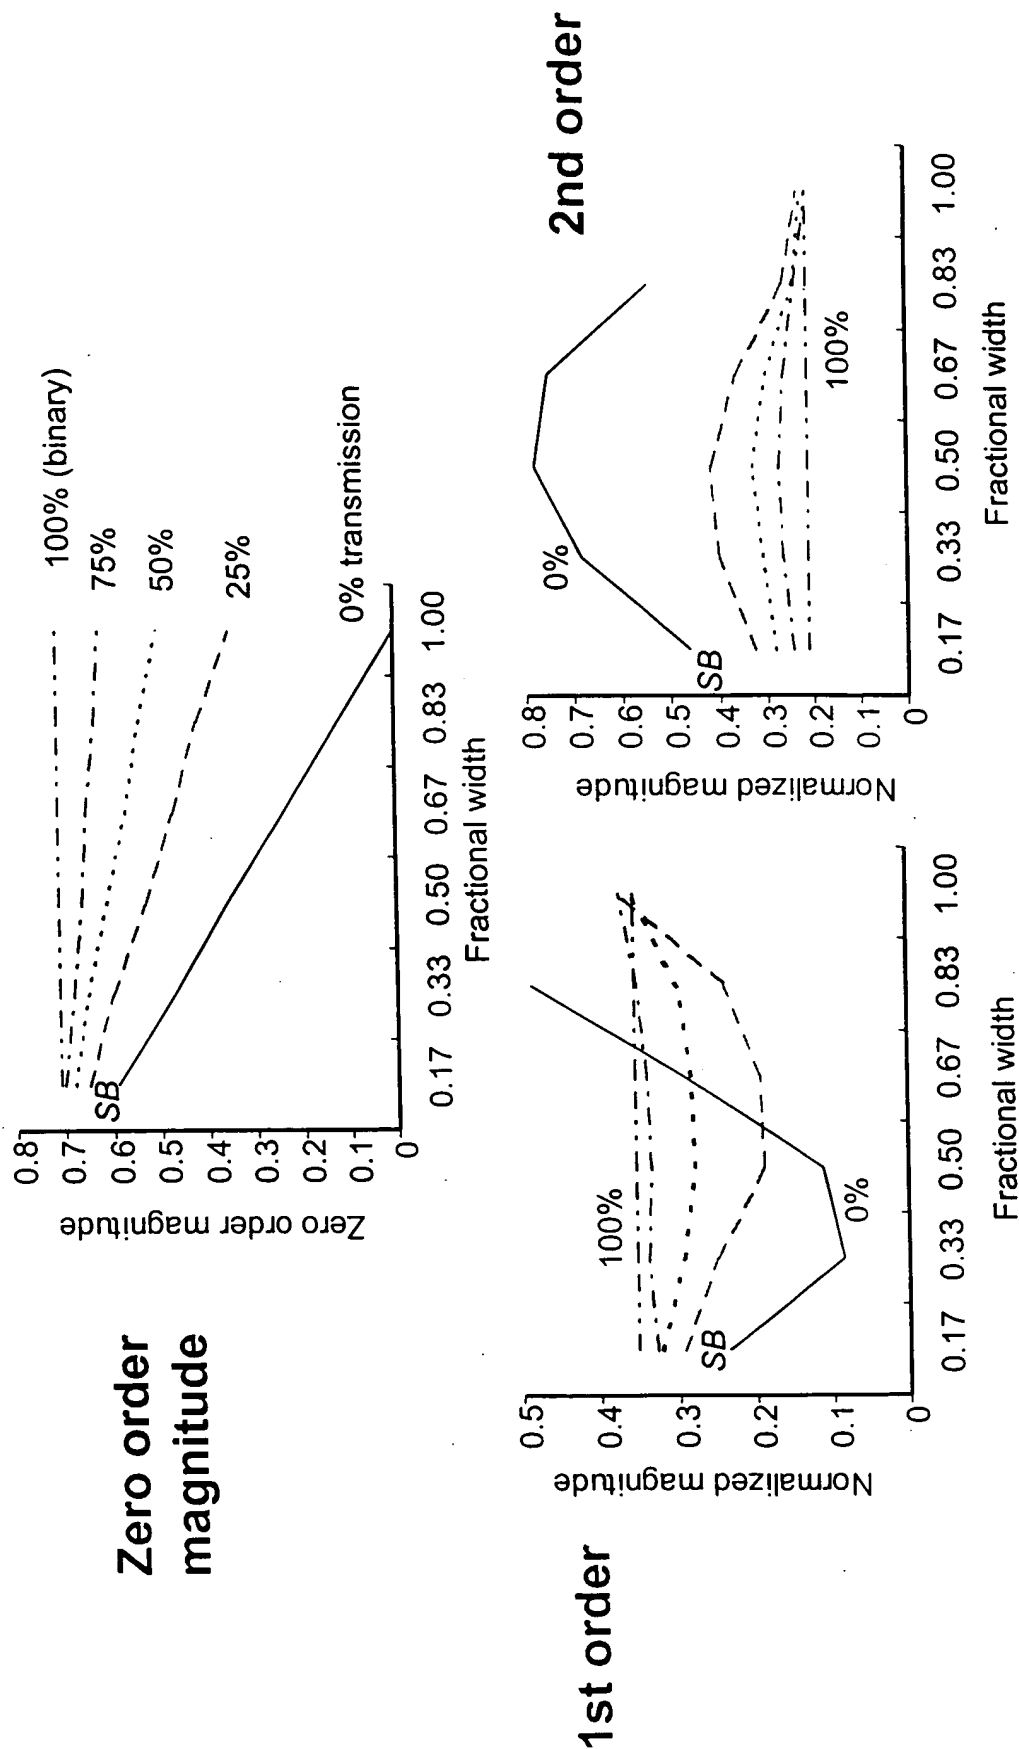 Zero order
magnitude
Zero order magnitude
0.8
0.7
0.6
0.5
0.4
0.3
0.2
0.1
0
SB
100% (binary)
75%
50%
25%
0% transmission
0.17 0.33 0.50 0.67 0.83 1.00
Fractional width
1st order
Normalized magnitude
0.5
0.4
0.3
0.2
0.1
0
100%
SB
0%
0.17 0.33 0.50 0.67 0.83 1.00
Fractional width
2nd order
Normalized magnitude
0.8
0.7
0.6
0.5
0.4
0.3
0.2
0.1
0
0%
SB
100%
0.17 0.33 0.50 0.67 0.83 1.00
Fractional width